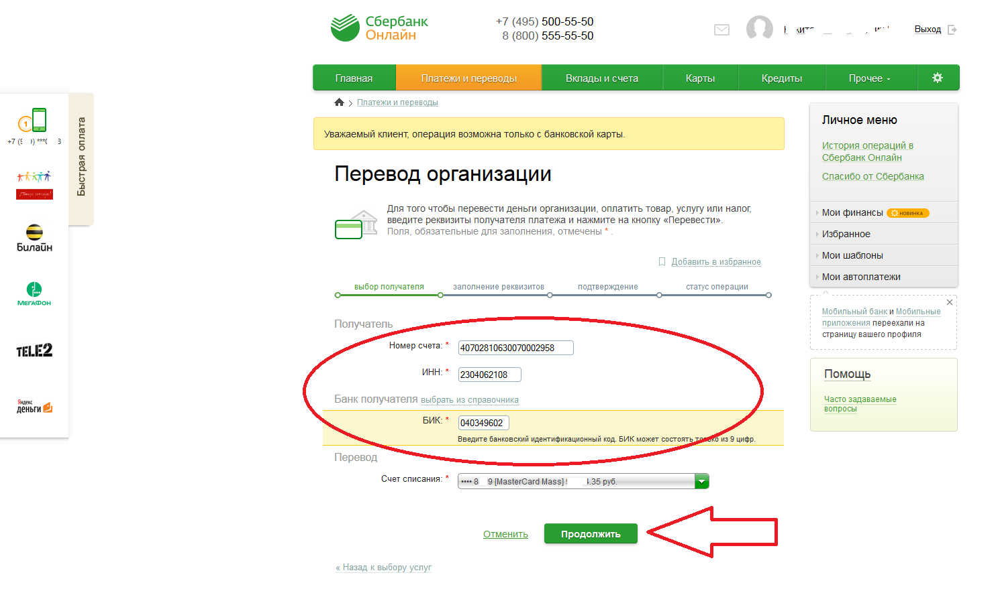 Сбербанк
Онлайн
+7 (495) 500-55-50
8 (800) 555-55-50
Выход
Главная
Платежи и переводы
Вклады и счета
Карты
Кредиты
Прочее
Платежи и переводы
Уважаемый клиент, операция возможна только с банковской карты.
Перевод организации
Для того чтобы перевести деньги организации, оплатить товар, услугу или налог,
введите реквизиты получателя платежа и нажмите на кнопку «Перевести».
Поля, обязательные для заполнения, отмечены * .
Добавить в избранное
выбор получателя
заполнение реквизитов
подтверждение
статус операции
Получатель
Номер счета: *
40702810630070002958
ИНН: *
2304062108
Банк получателя выбрать из справочника
БИК: *
040349602
Введите банковский идентификационный код. БИК может состоять только из 9 цифр.
Перевод
Счет списания: *
•••• 8 9 [MasterCard Mass] 4.35 руб.
Отменить
Продолжить
« Назад к выбору услуг
Быстрая оплата
1
+7 (9 ) ***
Билайн
МЕГАФОН
TELE2
Яндекс
деньги
Личное меню
История операций в
Сбербанк Онлайн
Спасибо от Сбербанка
Мои финансы
НОВИНКА
Избранное
Мои шаблоны
Мои автоплатежи
Мобильный банк и Мобильные
приложения переехали на
страницу вашего профиля
Помощь
Часто задаваемые
вопросы